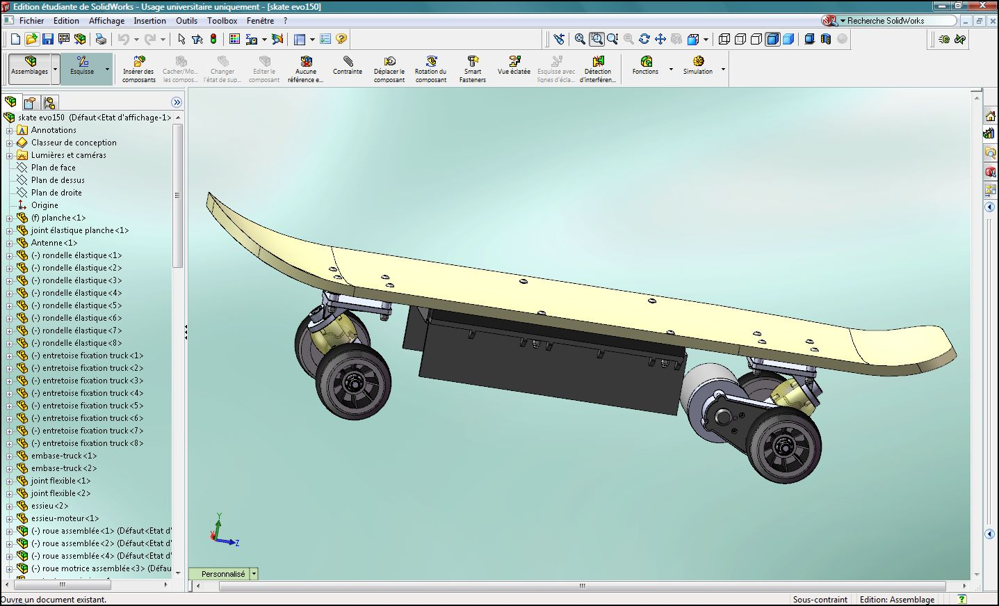 Edition étudiante de SolidWorks - Usage universitaire uniquement - [skate evo150]
Fichier Edition Affichage Insertion Outils Toolbox Fenêtre ? Recherche SolidWorks
Assemblages Esquisse Insérer des composants Cacher/Mo... les compos... Changer l'état de sup... Editer le composant Aucune référence e... Contrainte Déplacer le composant Rotation du composant Smart Fasteners Vue éclatée Esquisse avec lignes d'écla... Détection d'interféren... Fonctions Simulation
skate evo150 (Défaut<Etat d'affichage-1>
Annotations
Classeur de conception
Lumières et caméras
Plan de face
Plan de dessus
Plan de droite
Origine
(f) planche<1>
joint élastique planche<1>
Antenne<1>
(-) rondelle élastique<1>
(-) rondelle élastique<2>
(-) rondelle élastique<3>
(-) rondelle élastique<4>
(-) rondelle élastique<5>
(-) rondelle élastique<6>
(-) rondelle élastique<7>
(-) rondelle élastique<8>
(-) entretoise fixation truck<1>
(-) entretoise fixation truck<2>
(-) entretoise fixation truck<3>
(-) entretoise fixation truck<4>
(-) entretoise fixation truck<5>
(-) entretoise fixation truck<6>
(-) entretoise fixation truck<7>
(-) entretoise fixation truck<8>
embase-truck<1>
embase-truck<2>
joint flexible<1>
joint flexible<2>
essieu<2>
essieu-moteur<1>
(-) roue assemblée<1> (Défaut<Etat d'
(-) roue assemblée<2> (Défaut<Etat d'
(-) roue assemblée<4> (Défaut<Etat d'
(-) roue motrice assemblée<3> (Défau
Y
X
Z
Personnalisé
Ouvre un document existant. Sous-contraint Edition: Assemblage